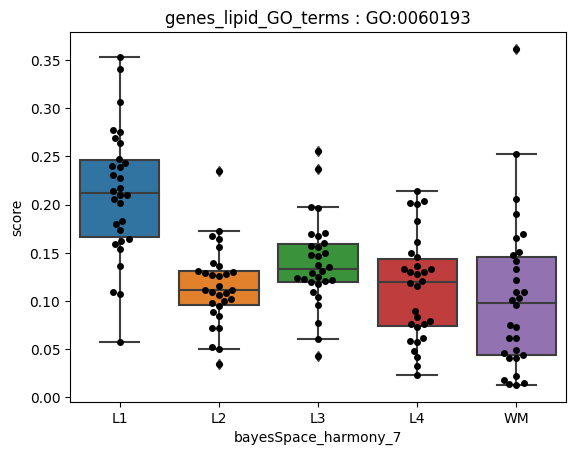 genes_lipid_GO_terms : GO:0060193
0.35
0.30
0.25
0.20
0.15
0.10
0.05
0.00
score
L1 L2 L3 L4 WM
bayesSpace_harmony_7